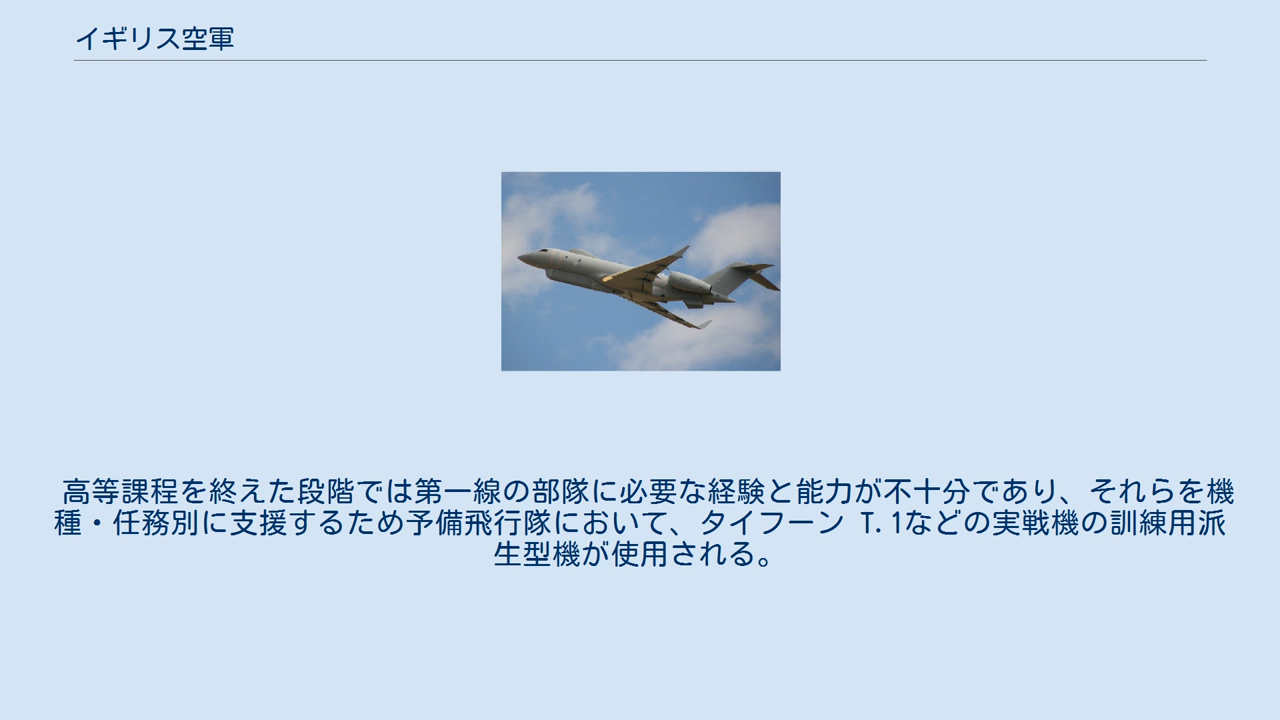 イギリス空軍
高等課程を終えた段階では第一線の部隊に必要な経験と能力が不十分であり、それらを機
種・任務別に支援するため予備飛行隊において、タイフーン T.1などの実戦機の訓練用派
生型機が使用される。